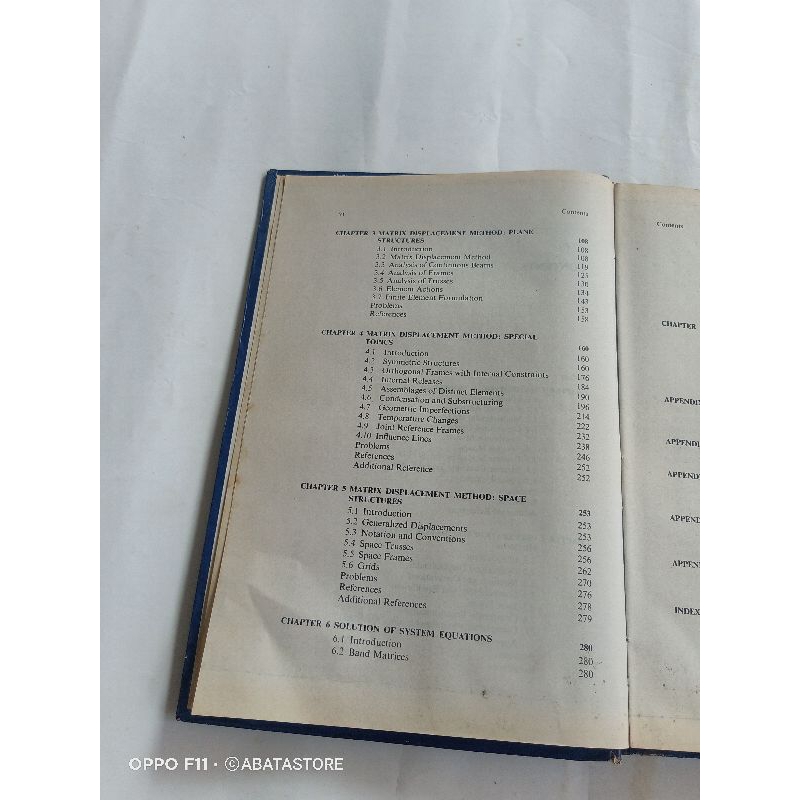 vi Contents
CHAPTER 3 MATRIX DISPLACEMENT METHOD: PLANE
STRUCTURES 108
3.1 Introduction 108
3.2 Matrix Displacement Method 108
3.3 Analysis of Continuous Beams 119
3.4 Analysis of Frames 125
3.5 Analysis of Trusses 130
3.6 Element Actions 134
3.7 Finite Element Formulation 143
Problems 153
References 158
CHAPTER 4 MATRIX DISPLACEMENT METHOD: SPECIAL
TOPICS 160
4.1 Introduction 160
4.2 Symmetric Structures 160
4.3 Orthogonal Frames with Internal Constraints 176
4.4 Internal Releases 184
4.5 Assemblages of Distinct Elements 190
4.6 Condensation and Substructuring 196
4.7 Geometric Imperfections 214
4.8 Temperature Changes 222
4.9 Joint Reference Frames 232
4.10 Influence Lines 238
Problems 246
References 252
Additional Reference 252
CHAPTER 5 MATRIX DISPLACEMENT METHOD: SPACE
STRUCTURES 253
5.1 Introduction 253
5.2 Generalized Displacements 253
5.3 Notation and Conventions 256
5.4 Space Trusses 256
5.5 Space Frames 262
5.6 Grids 270
Problems 276
References 278
Additional References 279
CHAPTER 6 SOLUTION OF SYSTEM EQUATIONS 280
6.1 Introduction 280
6.2 Band Matrices 280
Contents
CHAPTER
APPENDIX
APPENDI
APPENDI
APPEND
APPEN
INDEX
OPPO F11 · ©ABATASTORE